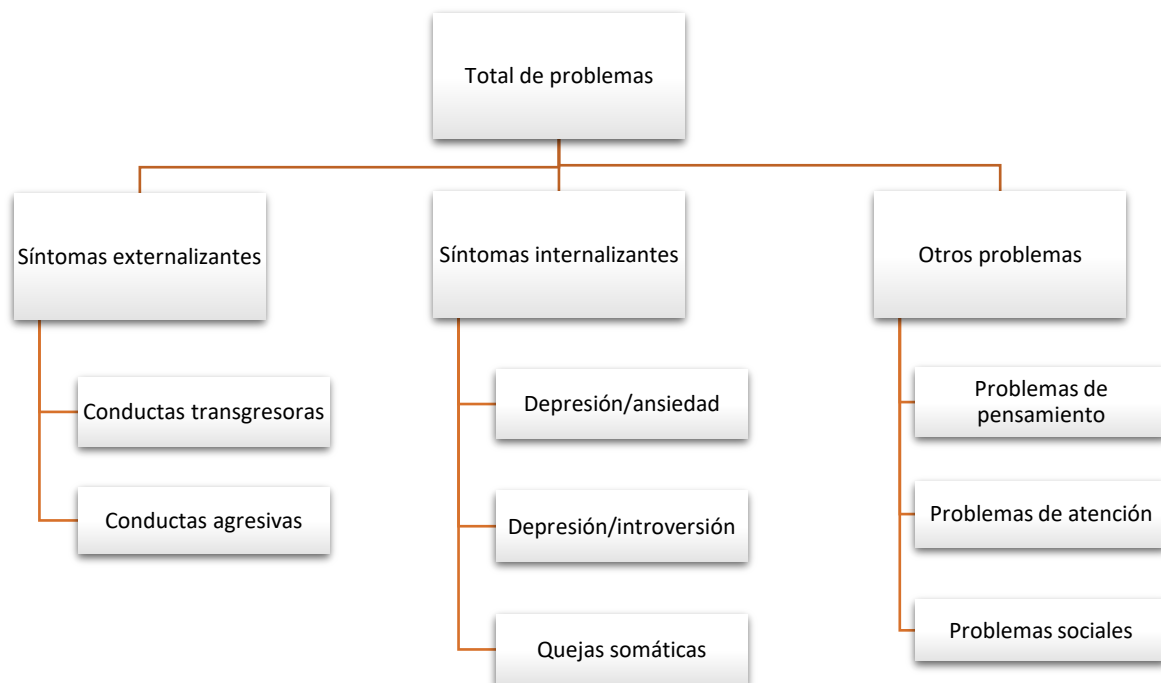 Total de problemas
Síntomas externalizantes
Síntomas internalizantes
Otros problemas
Conductas transgresoras
Conductas agresivas
Depresión/ansiedad
Depresión/introversión
Quejas somáticas
Problemas de
pensamiento
Problemas de atención
Problemas sociales